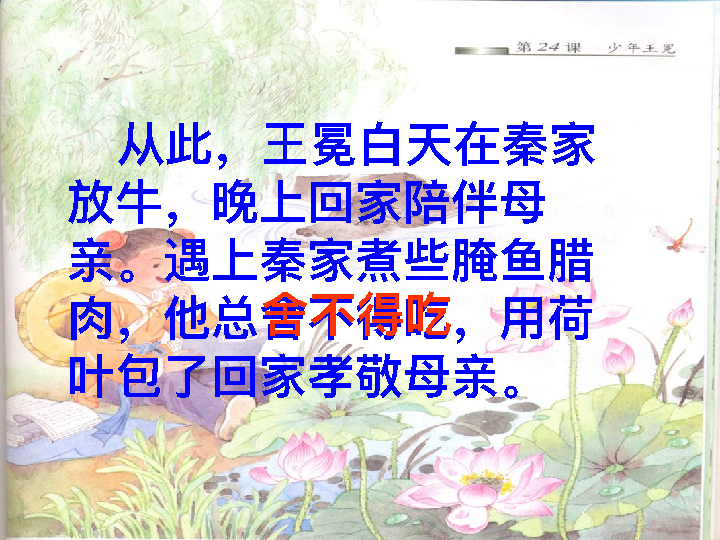 第24课 少年王冕
从此，王冕白天在秦家
放牛，晚上回家陪伴母
亲。遇上秦家煮些腌鱼腊
肉，他总舍不得吃，用荷
叶包了回家孝敬母亲。